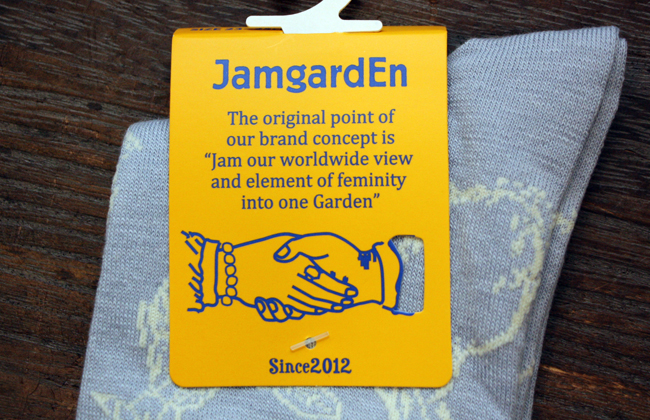 JamgardEn
The original point of
our brand concept is
“Jam our worldwide view
and element of feminity
into one Garden”
Since2012